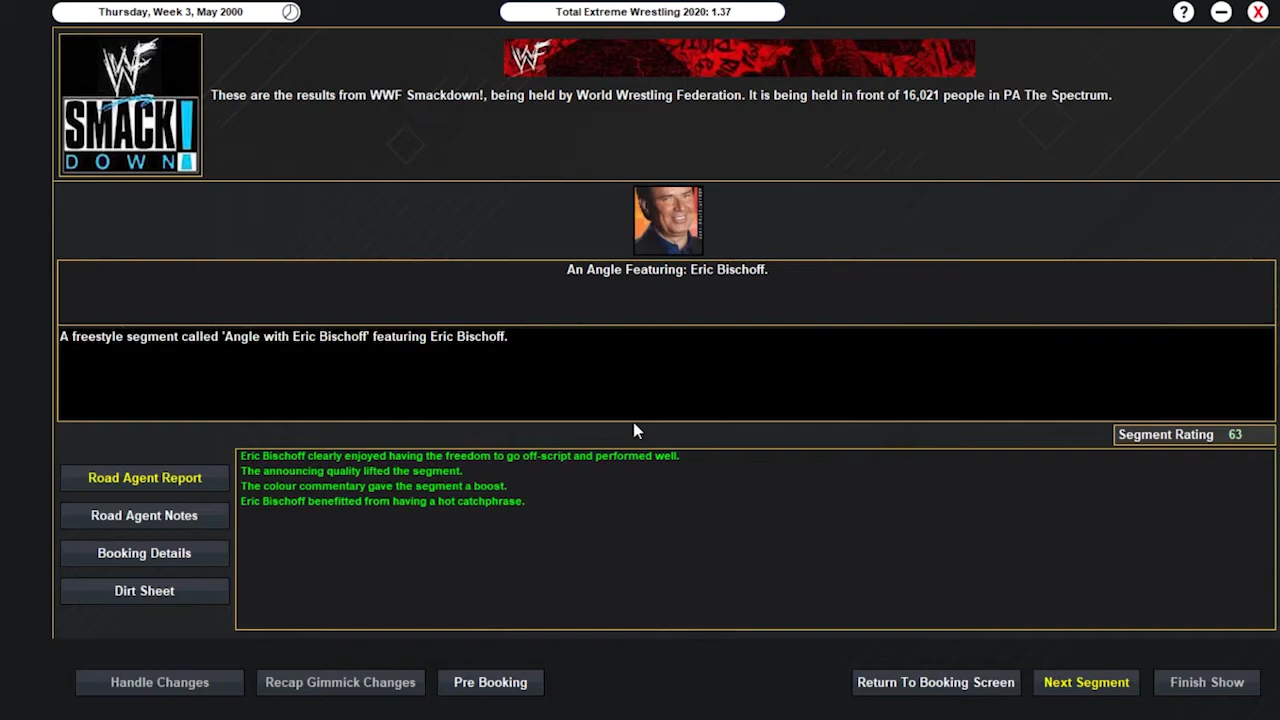 Thursday, Week 3, May 2000
Total Extreme Wrestling 2020: 1.37
?
X
WF
SMACK!
DOWN
These are the results from WWF Smackdown!, being held by World Wrestling Federation. It is being held in front of 16,021 people in PA The Spectrum.
An Angle Featuring: Eric Bischoff.
A freestyle segment called 'Angle with Eric Bischoff' featuring Eric Bischoff.
Segment Rating 63
Road Agent Report
Road Agent Notes
Booking Details
Dirt Sheet
Eric Bischoff clearly enjoyed having the freedom to go off-script and performed well.
The announcing quality lifted the segment.
The colour commentary gave the segment a boost.
Eric Bischoff benefitted from having a hot catchphrase.
Handle Changes
Recap Gimmick Changes
Pre Booking
Return To Booking Screen
Next Segment
Finish Show